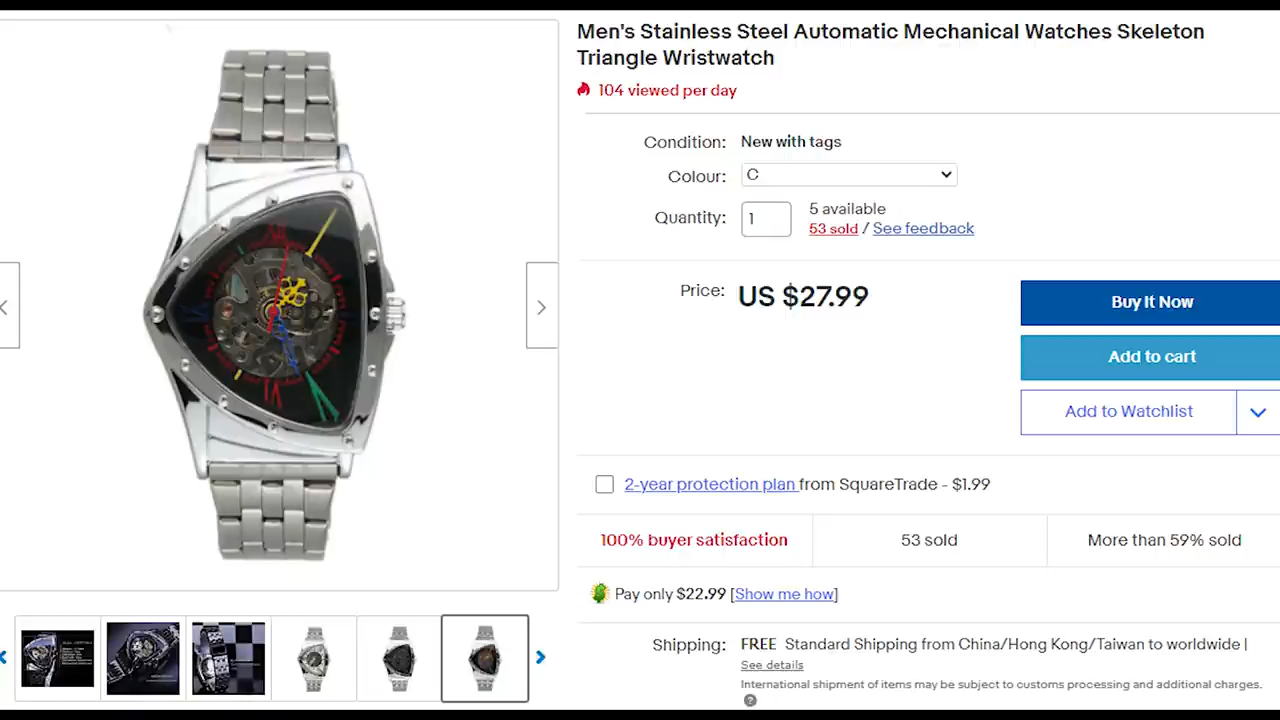 Men's Stainless Steel Automatic Mechanical Watches Skeleton
Triangle Wristwatch
104 viewed per day
Condition: New with tags
Colour: C
Quantity: 1
5 available
53 sold / See feedback
Price: US $27.99
Buy It Now
Add to cart
Add to Watchlist
2-year protection plan from SquareTrade - $1.99
100% buyer satisfaction
53 sold
More than 59% sold
Pay only $22.99 [Show me how]
Shipping: FREE Standard Shipping from China/Hong Kong/Taiwan to worldwide |
See details
International shipment of items may be subject to customs processing and additional charges.
?